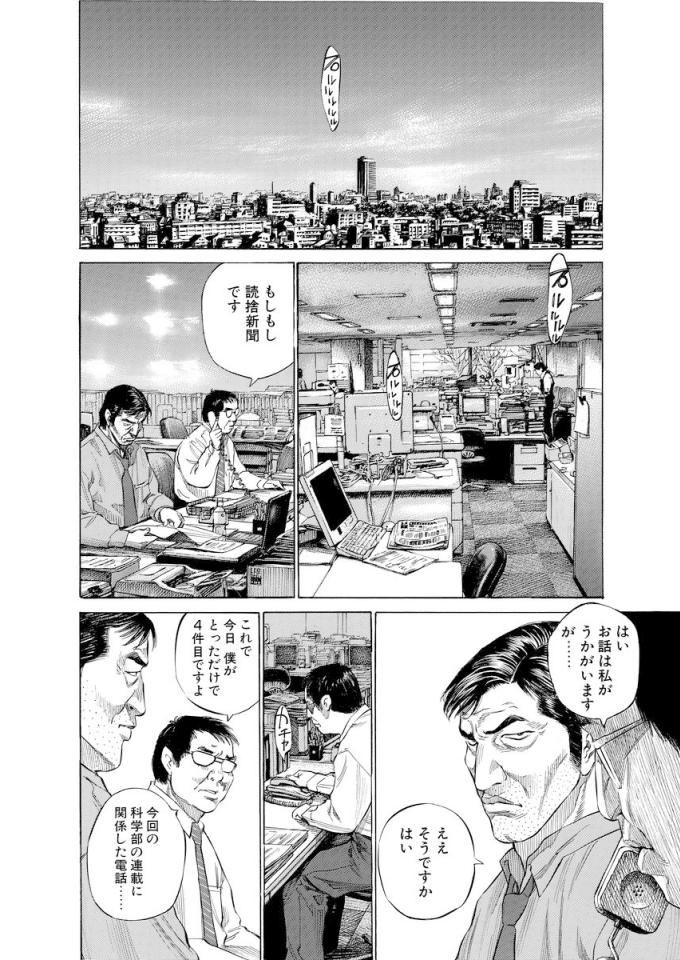 プルルルルル
プルルルル
プルルルル
もしもし
読捨新聞
です
はい
お話は私が
うかがいます
が……
ええ
そうですか
はい
カチャ
これで
今日 僕が
とっただけで
4件目ですよ
今回の
科学部の連載に
関係した電話……